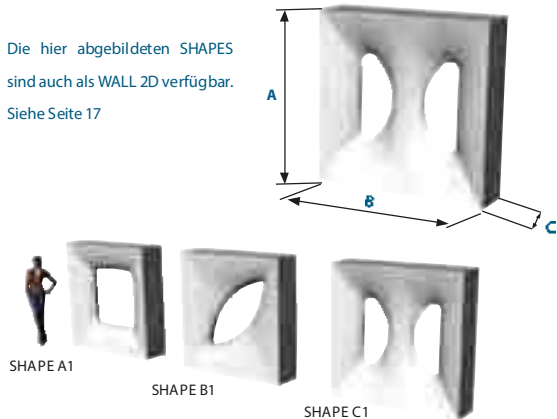 Die hier abgebildeten SHAPES
sind auch als WALL 2D verfügbar.
Siehe Seite 17
A
B
C
SHAPE A1
SHAPE B1
SHAPE C1